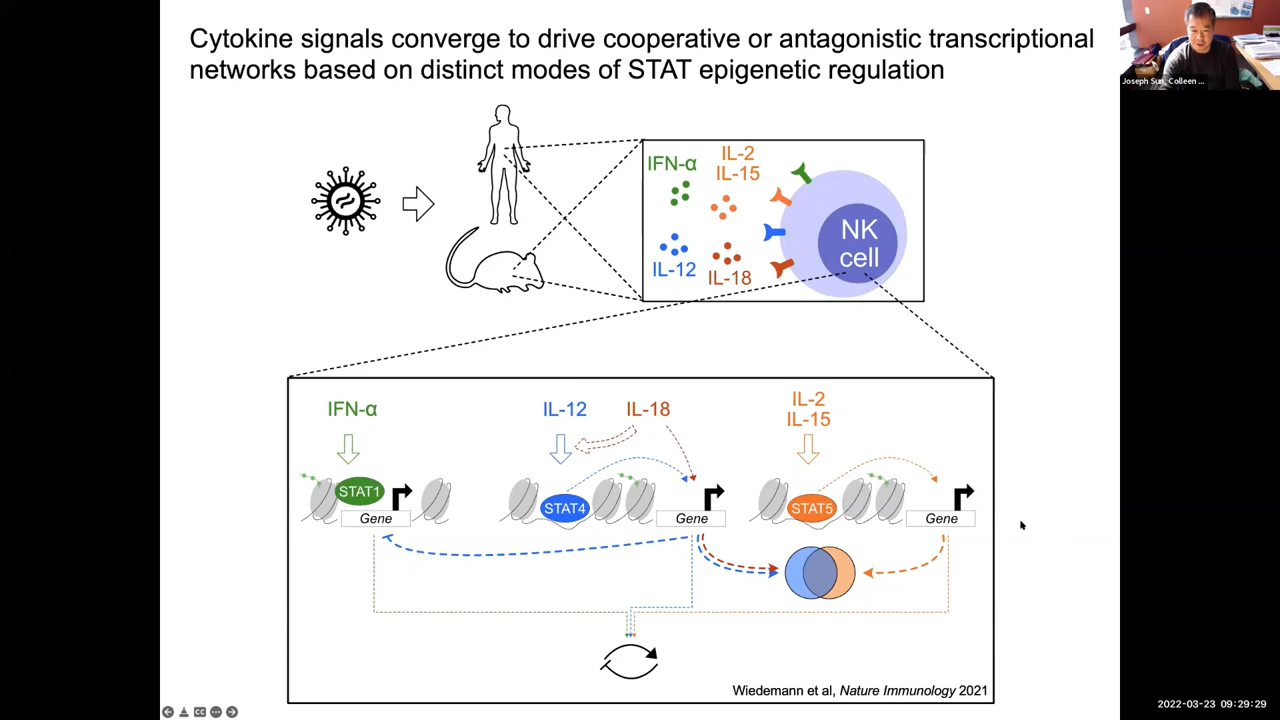 Cytokine signals converge to drive cooperative or antagonistic transcriptional
networks based on distinct modes of STAT epigenetic regulation
Joseph Sun, Colleen ...
IFN-α
IL-2
IL-15
IL-12
IL-18
NK
cell
IFN-α
IL-12
IL-18
IL-2
IL-15
STAT1
STAT4
STAT5
Gene
Gene
Gene
Wiedemann et al, Nature Immunology 2021
CC
2022-03-23 09:29:29